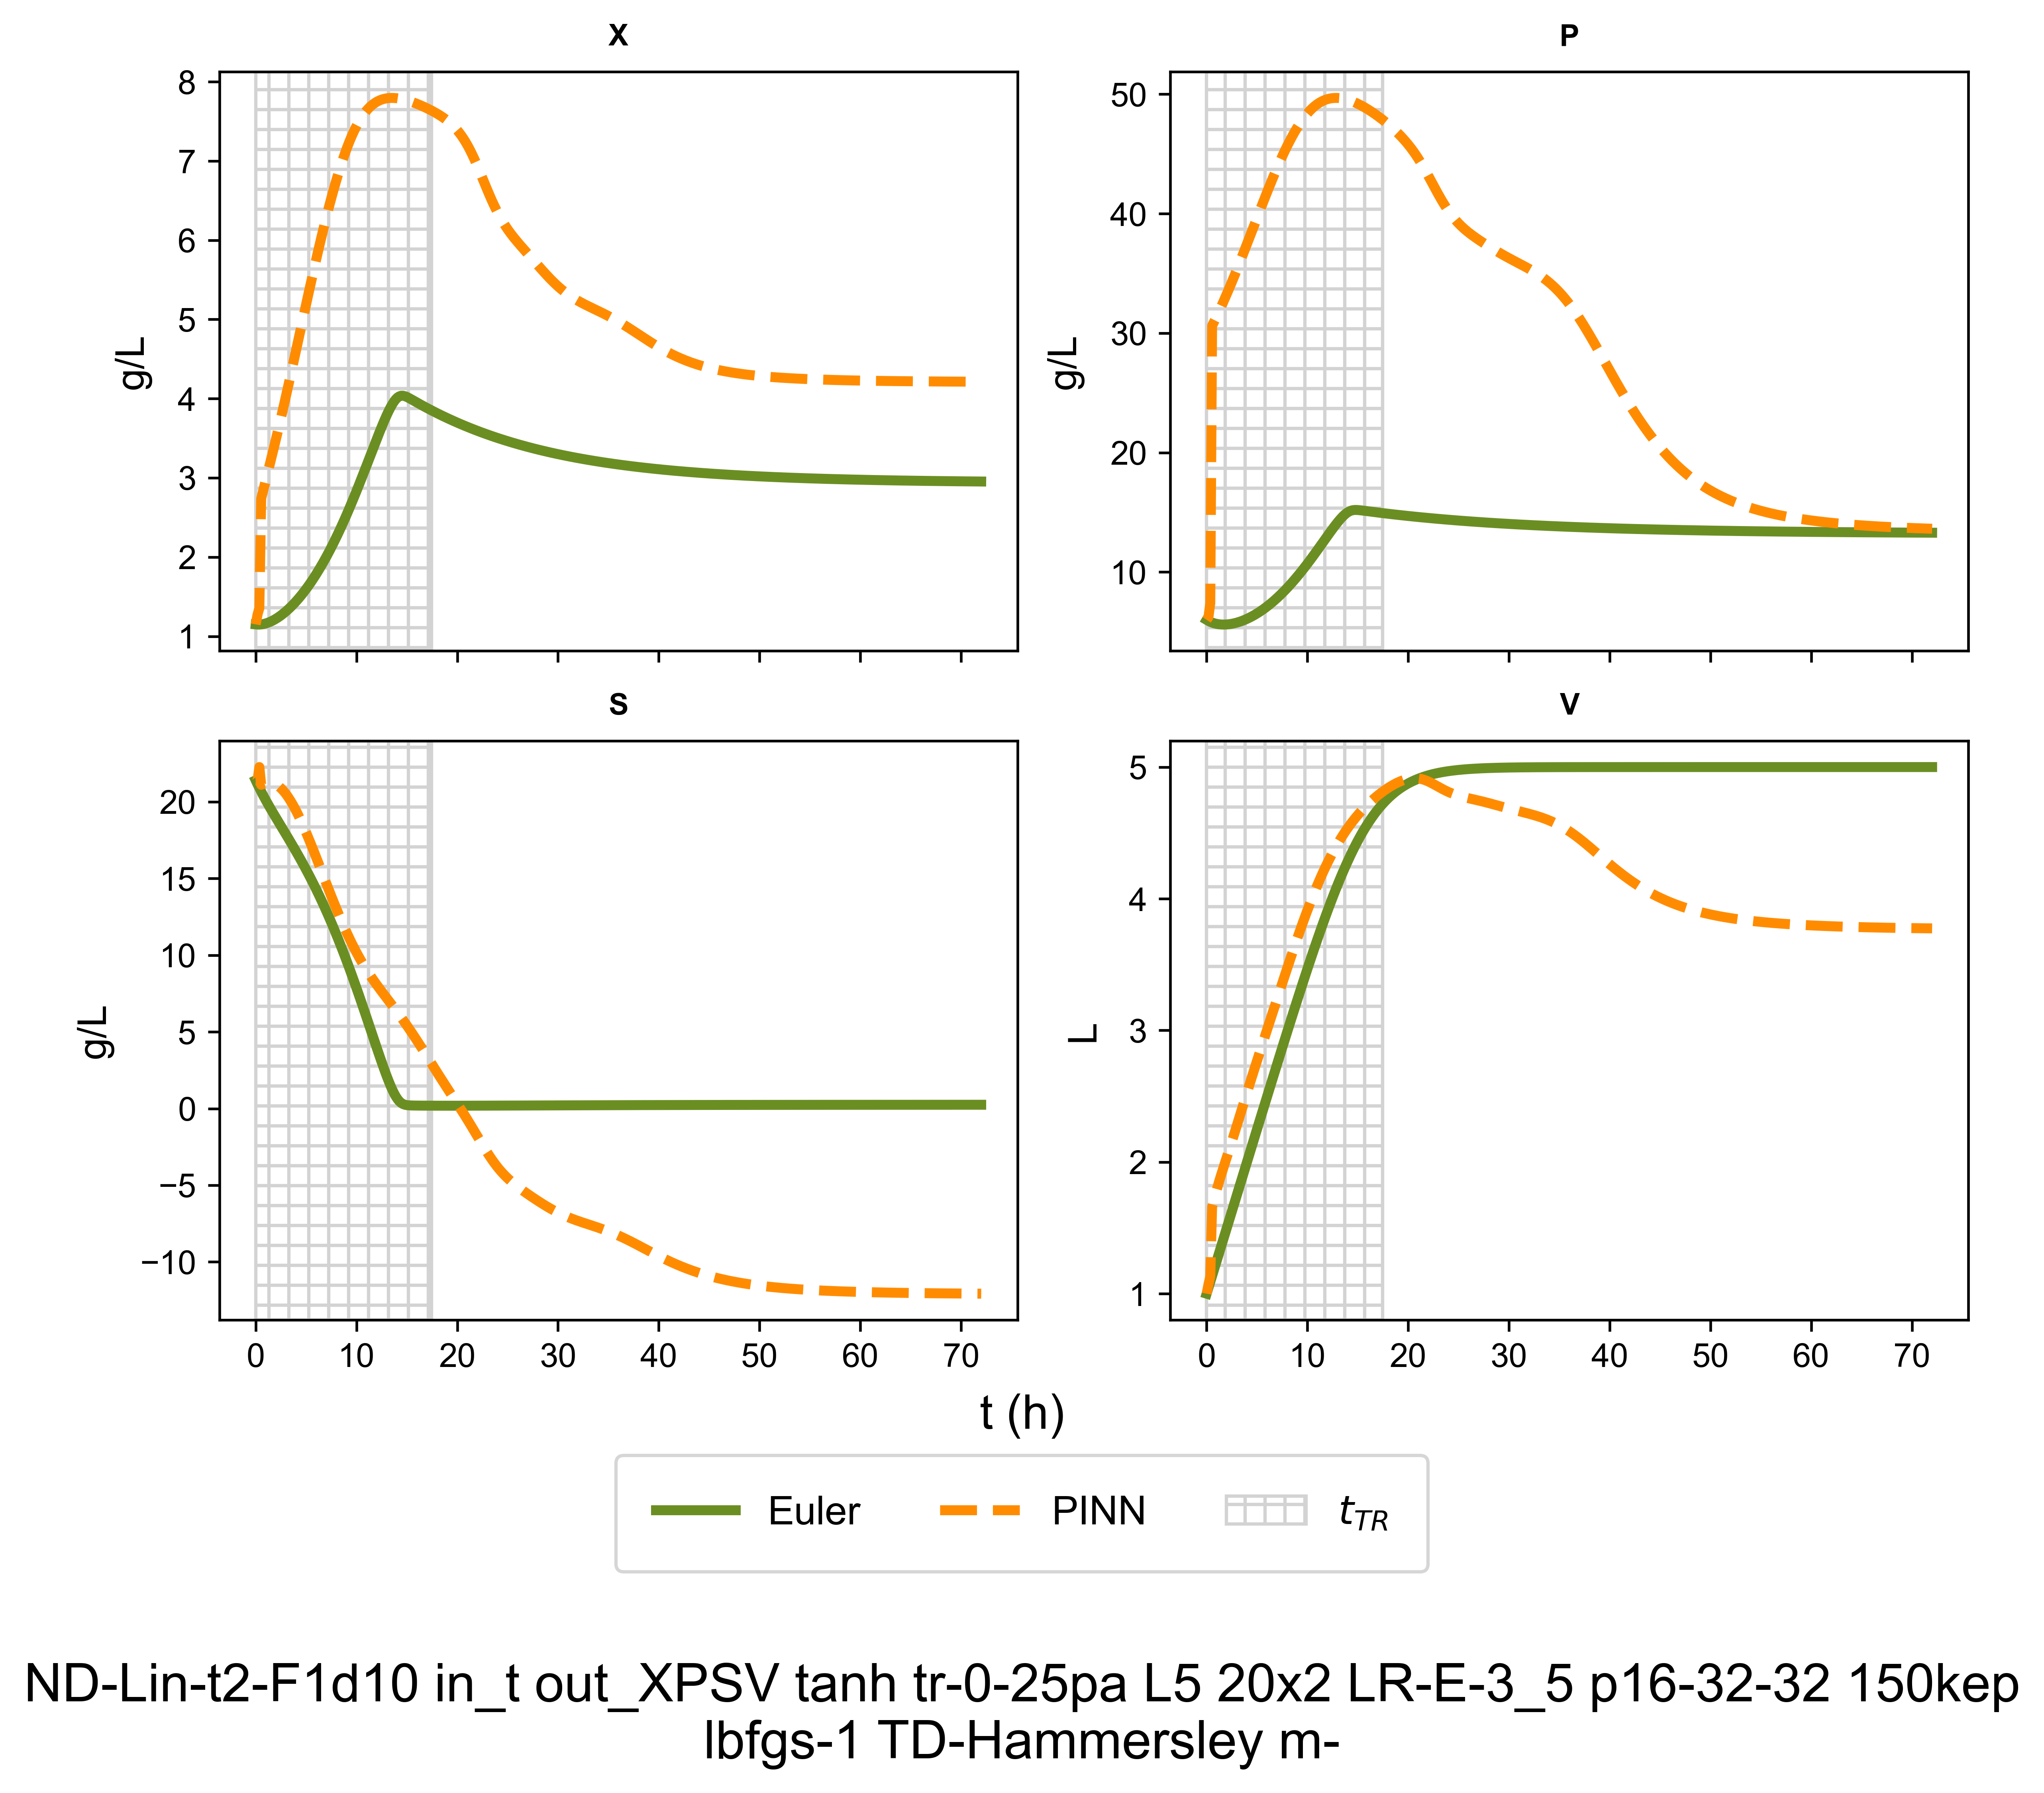 X
P
8
7
6
5
4
3
2
1
g/L
50
40
30
20
10
g/L
S
V
20
15
10
5
0
−5
−10
g/L
5
4
3
2
1
L
0 10 20 30 40 50 60 70
0 10 20 30 40 50 60 70
t (h)
Euler PINN t_TR
ND-Lin-t2-F1d10 in_t out_XPSV tanh tr-0-25pa L5 20x2 LR-E-3_5 p16-32-32 150kep
lbfgs-1 TD-Hammersley m-